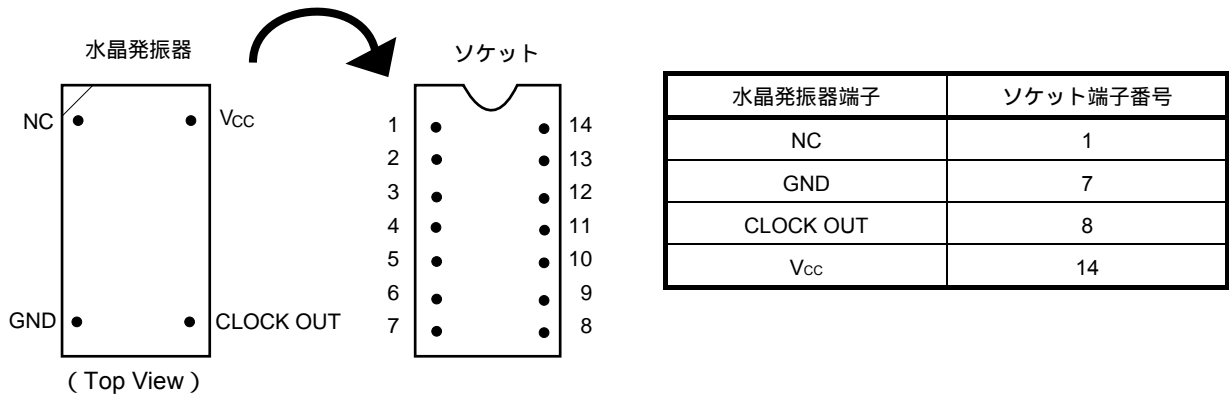 水晶発振器
ソケット
NC
VCC
GND
CLOCK OUT
( Top View )
1 14
2 13
3 12
4 11
5 10
6 9
7 8
水晶発振器端子 ソケット端子番号
NC 1
GND 7
CLOCK OUT 8
VCC 14